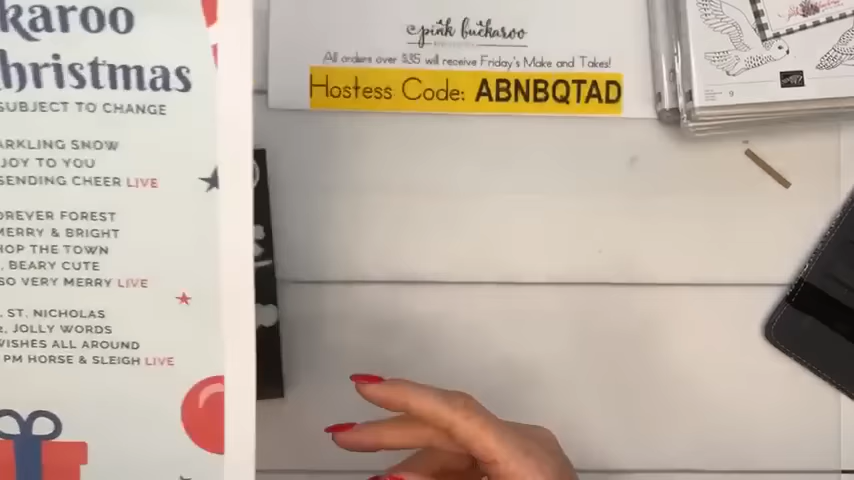 karoo
hristmas
SUBJECT TO CHANGE
ARKLING SNOW
JOY TO YOU
SENDING CHEER LIVE
OREVER FOREST
MERRY & BRIGHT
HOP THE TOWN
, BEARY CUTE
SO VERY MERRY LIVE
. ST. NICHOLAS
, JOLLY WORDS
WISHES ALL AROUND
PM HORSE & SLEIGH LIVE
pink buckaroo
All orders over $35 will receive Friday's Make and Takes!
Hostess Code: ABNBQTAD
9